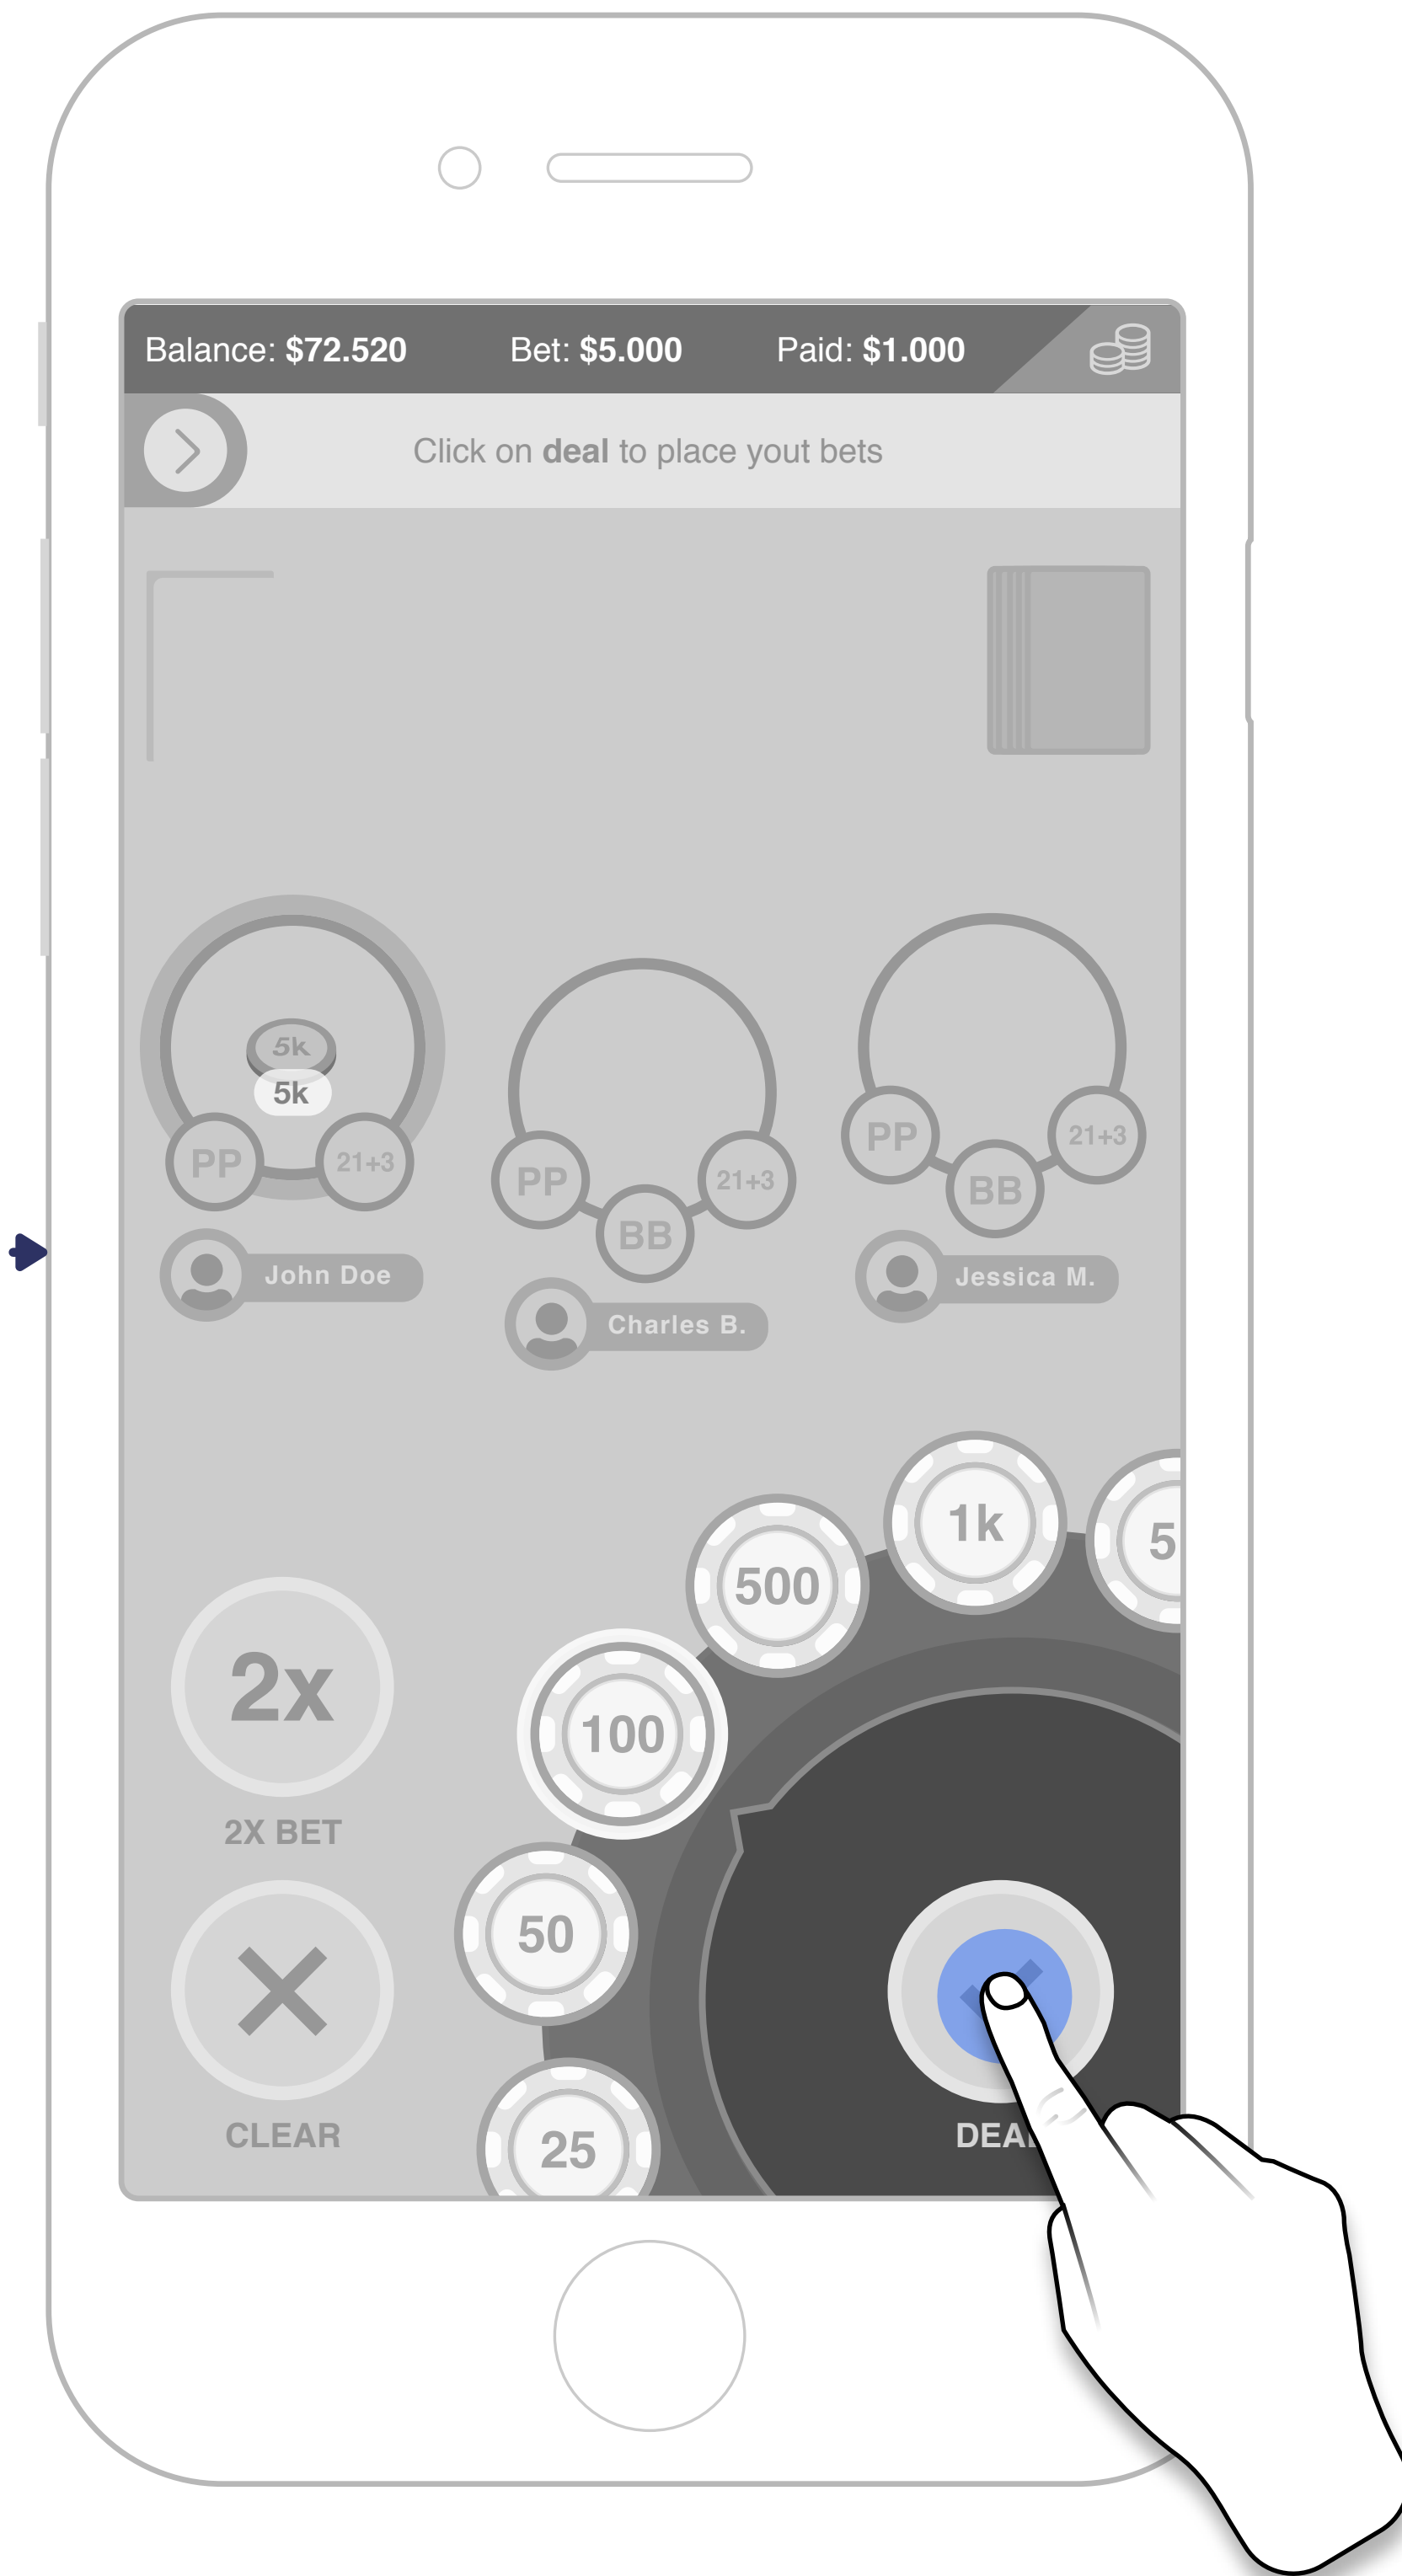 Balance: $72.520 Bet: $5.000 Paid: $1.000
Click on deal to place yout bets
5k
5k
PP 21+3
PP BB 21+3
PP BB 21+3
John Doe
Charles B.
Jessica M.
1k
5
500
100
2x
2X BET
50
25
CLEAR